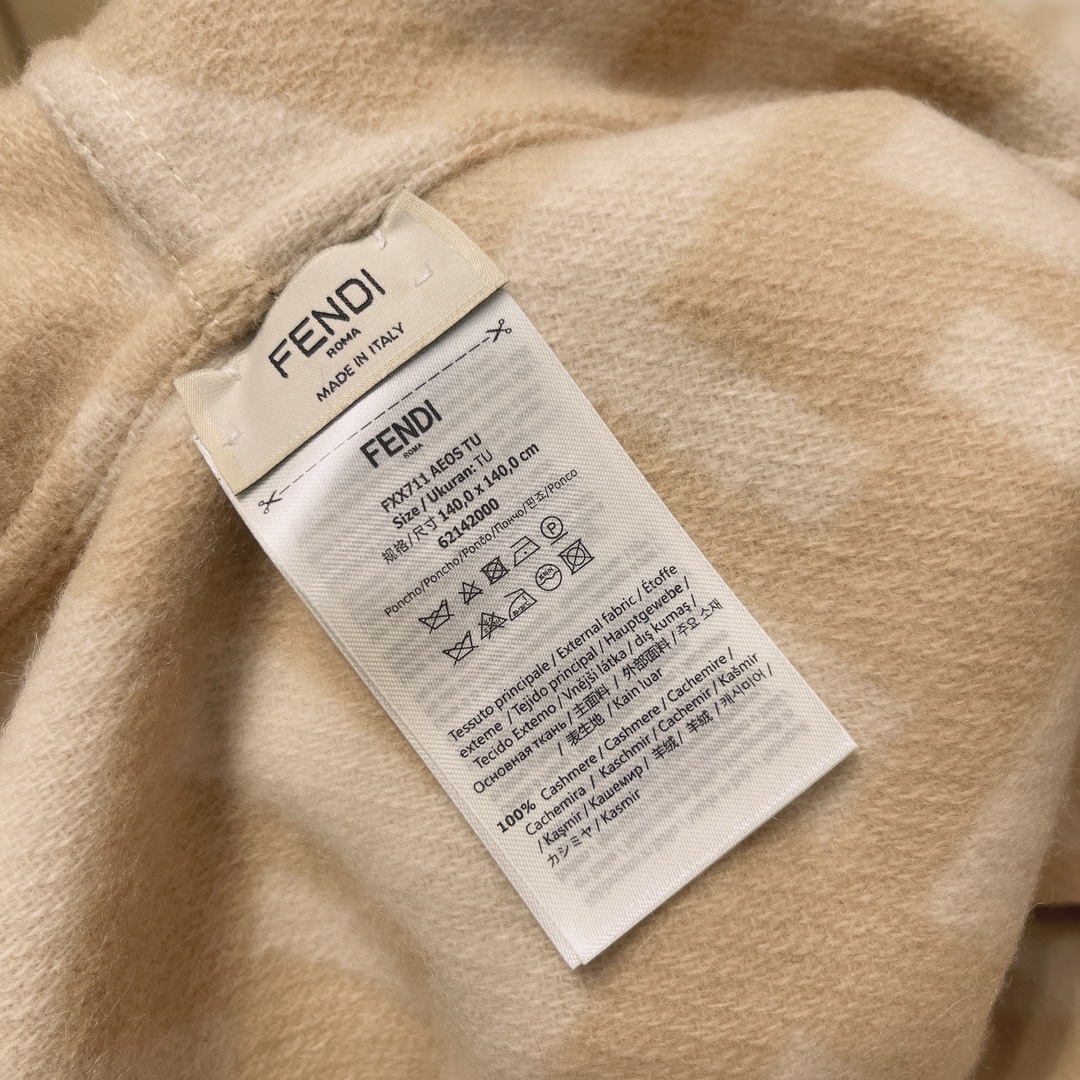 FENDI
ROMA
MADE IN ITALY
FENDI
ROMA
FXX711 AEOS TU
Size / Ukuran: TU
规格/尺寸 140,0 x 140,0 cm
62142000
Poncho/Poncho/Pončo/Пончо/판쵸/Ponco
P
Tessuto principale / External fabric / Étoffe
externe / Tejido principal / Hauptgewebe /
Tecido Externo / Vnější látka / dış kumaş /
Основная ткань / 主面料 / 外部面料 / 주요 소재
/ 表生地 / Kain luar
100% Cashmere / Cashmere / Cachemire /
Cachemira / Kaschmir / Cachemir / Kašmír
/ Kaşmir / Кашемир / 羊绒 / 羊絨 / 캐시미어 /
カシミヤ / Kasmir